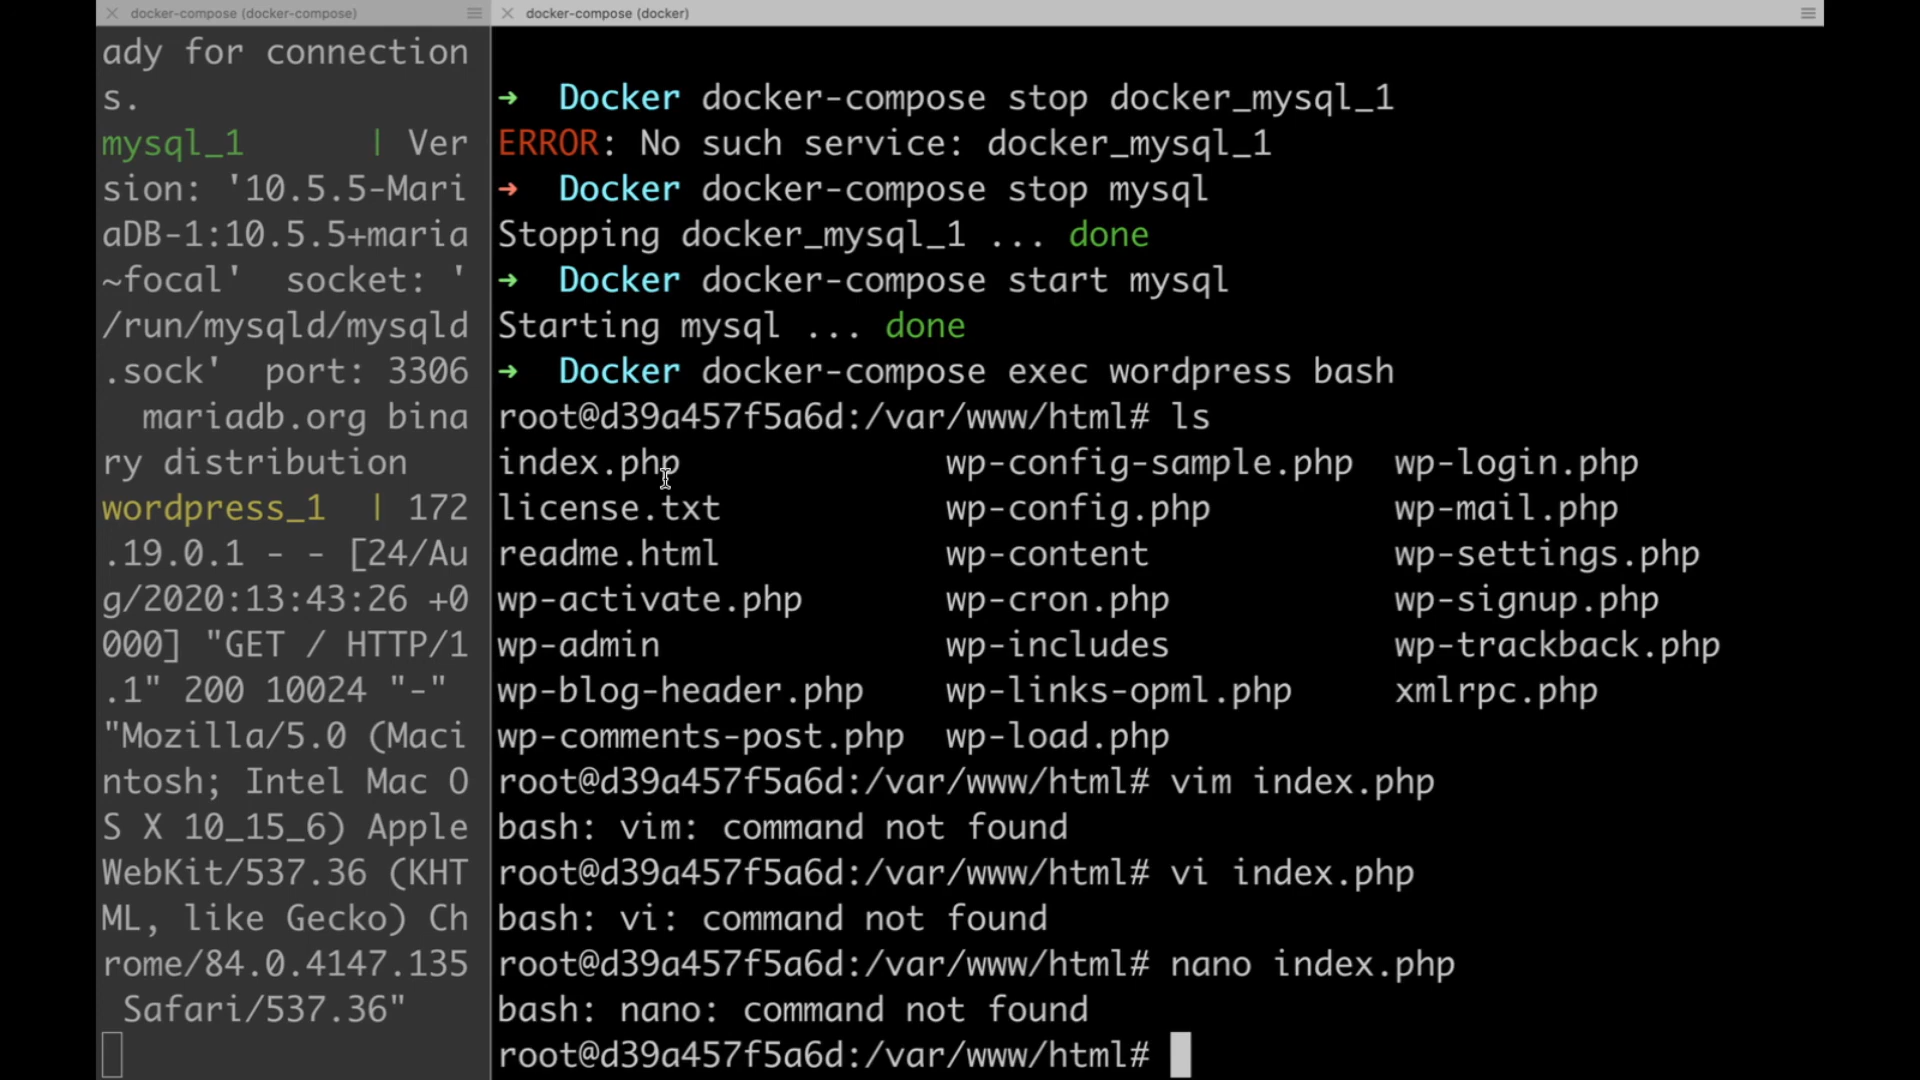 docker-compose (docker-compose)
ady for connection
s.
mysql_1 | Ver
sion: '10.5.5-Mari
aDB-1:10.5.5+maria
~focal' socket: '
/run/mysqld/mysqld
.sock' port: 3306
mariadb.org bina
ry distribution
wordpress_1 | 172
.19.0.1 - - [24/Au
g/2020:13:43:26 +0
000] "GET / HTTP/1
.1" 200 10024 "-"
"Mozilla/5.0 (Maci
ntosh; Intel Mac O
S X 10_15_6) Apple
WebKit/537.36 (KHT
ML, like Gecko) Ch
rome/84.0.4147.135
Safari/537.36"
docker-compose (docker)
→ Docker docker-compose stop docker_mysql_1
ERROR: No such service: docker_mysql_1
→ Docker docker-compose stop mysql
Stopping docker_mysql_1 ... done
→ Docker docker-compose start mysql
Starting mysql ... done
→ Docker docker-compose exec wordpress bash
root@d39a457f5a6d:/var/www/html# ls
index.php wp-config-sample.php wp-login.php
license.txt wp-config.php wp-mail.php
readme.html wp-content wp-settings.php
wp-activate.php wp-cron.php wp-signup.php
wp-admin wp-includes wp-trackback.php
wp-blog-header.php wp-links-opml.php xmlrpc.php
wp-comments-post.php wp-load.php
root@d39a457f5a6d:/var/www/html# vim index.php
bash: vim: command not found
root@d39a457f5a6d:/var/www/html# vi index.php
bash: vi: command not found
root@d39a457f5a6d:/var/www/html# nano index.php
bash: nano: command not found
root@d39a457f5a6d:/var/www/html#